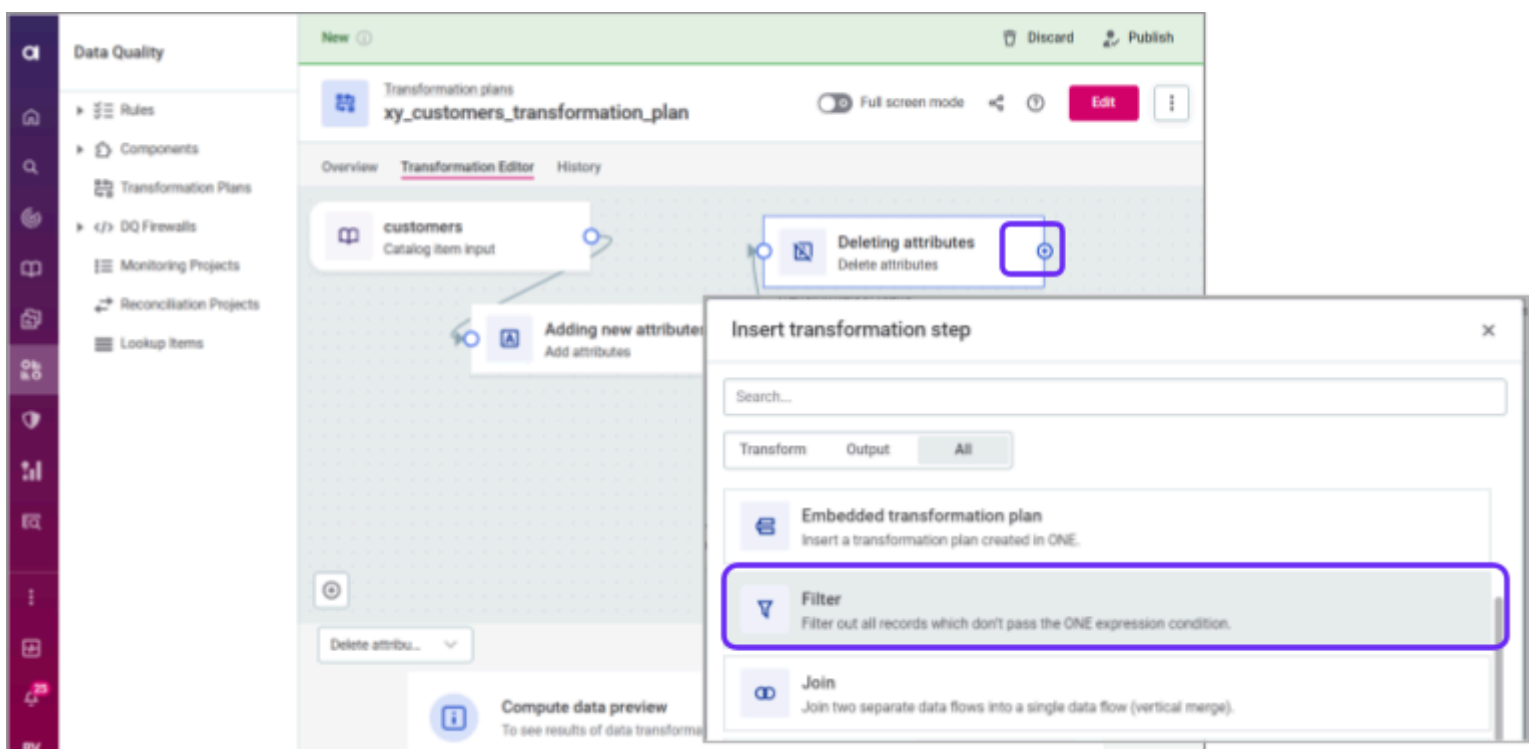 New
Discard
Publish
Data Quality
Transformation plans
xy_customers_transformation_plan
Full screen mode
Edit
Rules
Components
Transformation Plans
DQ Firewalls
Monitoring Projects
Reconciliation Projects
Lookup Items
25
Overview
Transformation Editor
History
customers
Catalog item input
Deleting attributes
Delete attributes
Adding new attributes
Add attributes
Delete attribu...
Compute data preview
To see results of data transforma
Insert transformation step
Search...
Transform
Output
All
Embedded transformation plan
Insert a transformation plan created in ONE.
Filter
Filter out all records which don't pass the ONE expression condition.
Join
Join two separate data flows into a single data flow (vertical merge).